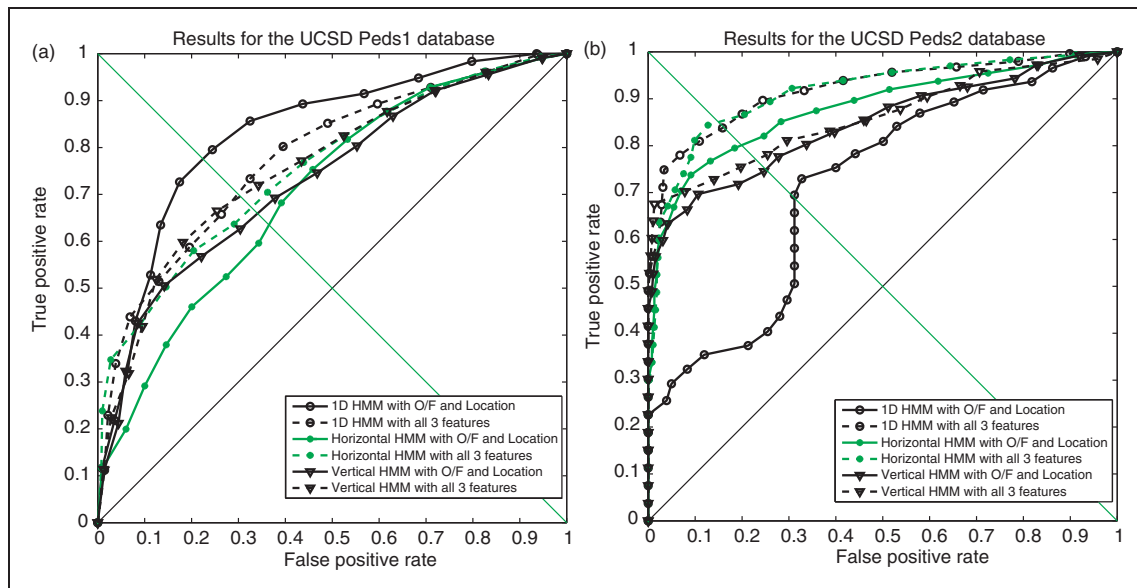 (a)
Results for the UCSD Peds1 database
1
0.9
0.8
0.7
0.6
0.5
0.4
0.3
0.2
0.1
0
True positive rate
1D HMM with O/F and Location
1D HMM with all 3 features
Horizontal HMM with O/F and Location
Horizontal HMM with all 3 features
Vertical HMM with O/F and Location
Vertical HMM with all 3 features
0 0.1 0.2 0.3 0.4 0.5 0.6 0.7 0.8 0.9 1
False positive rate
(b)
Results for the UCSD Peds2 database
1
0.9
0.8
0.7
0.6
0.5
0.4
0.3
0.2
0.1
0
True positive rate
1D HMM with O/F and Location
1D HMM with all 3 features
Horizontal HMM with O/F and Location
Horizontal HMM with all 3 features
Vertical HMM with O/F and Location
Vertical HMM with all 3 features
0 0.1 0.2 0.3 0.4 0.5 0.6 0.7 0.8 0.9 1
False positive rate